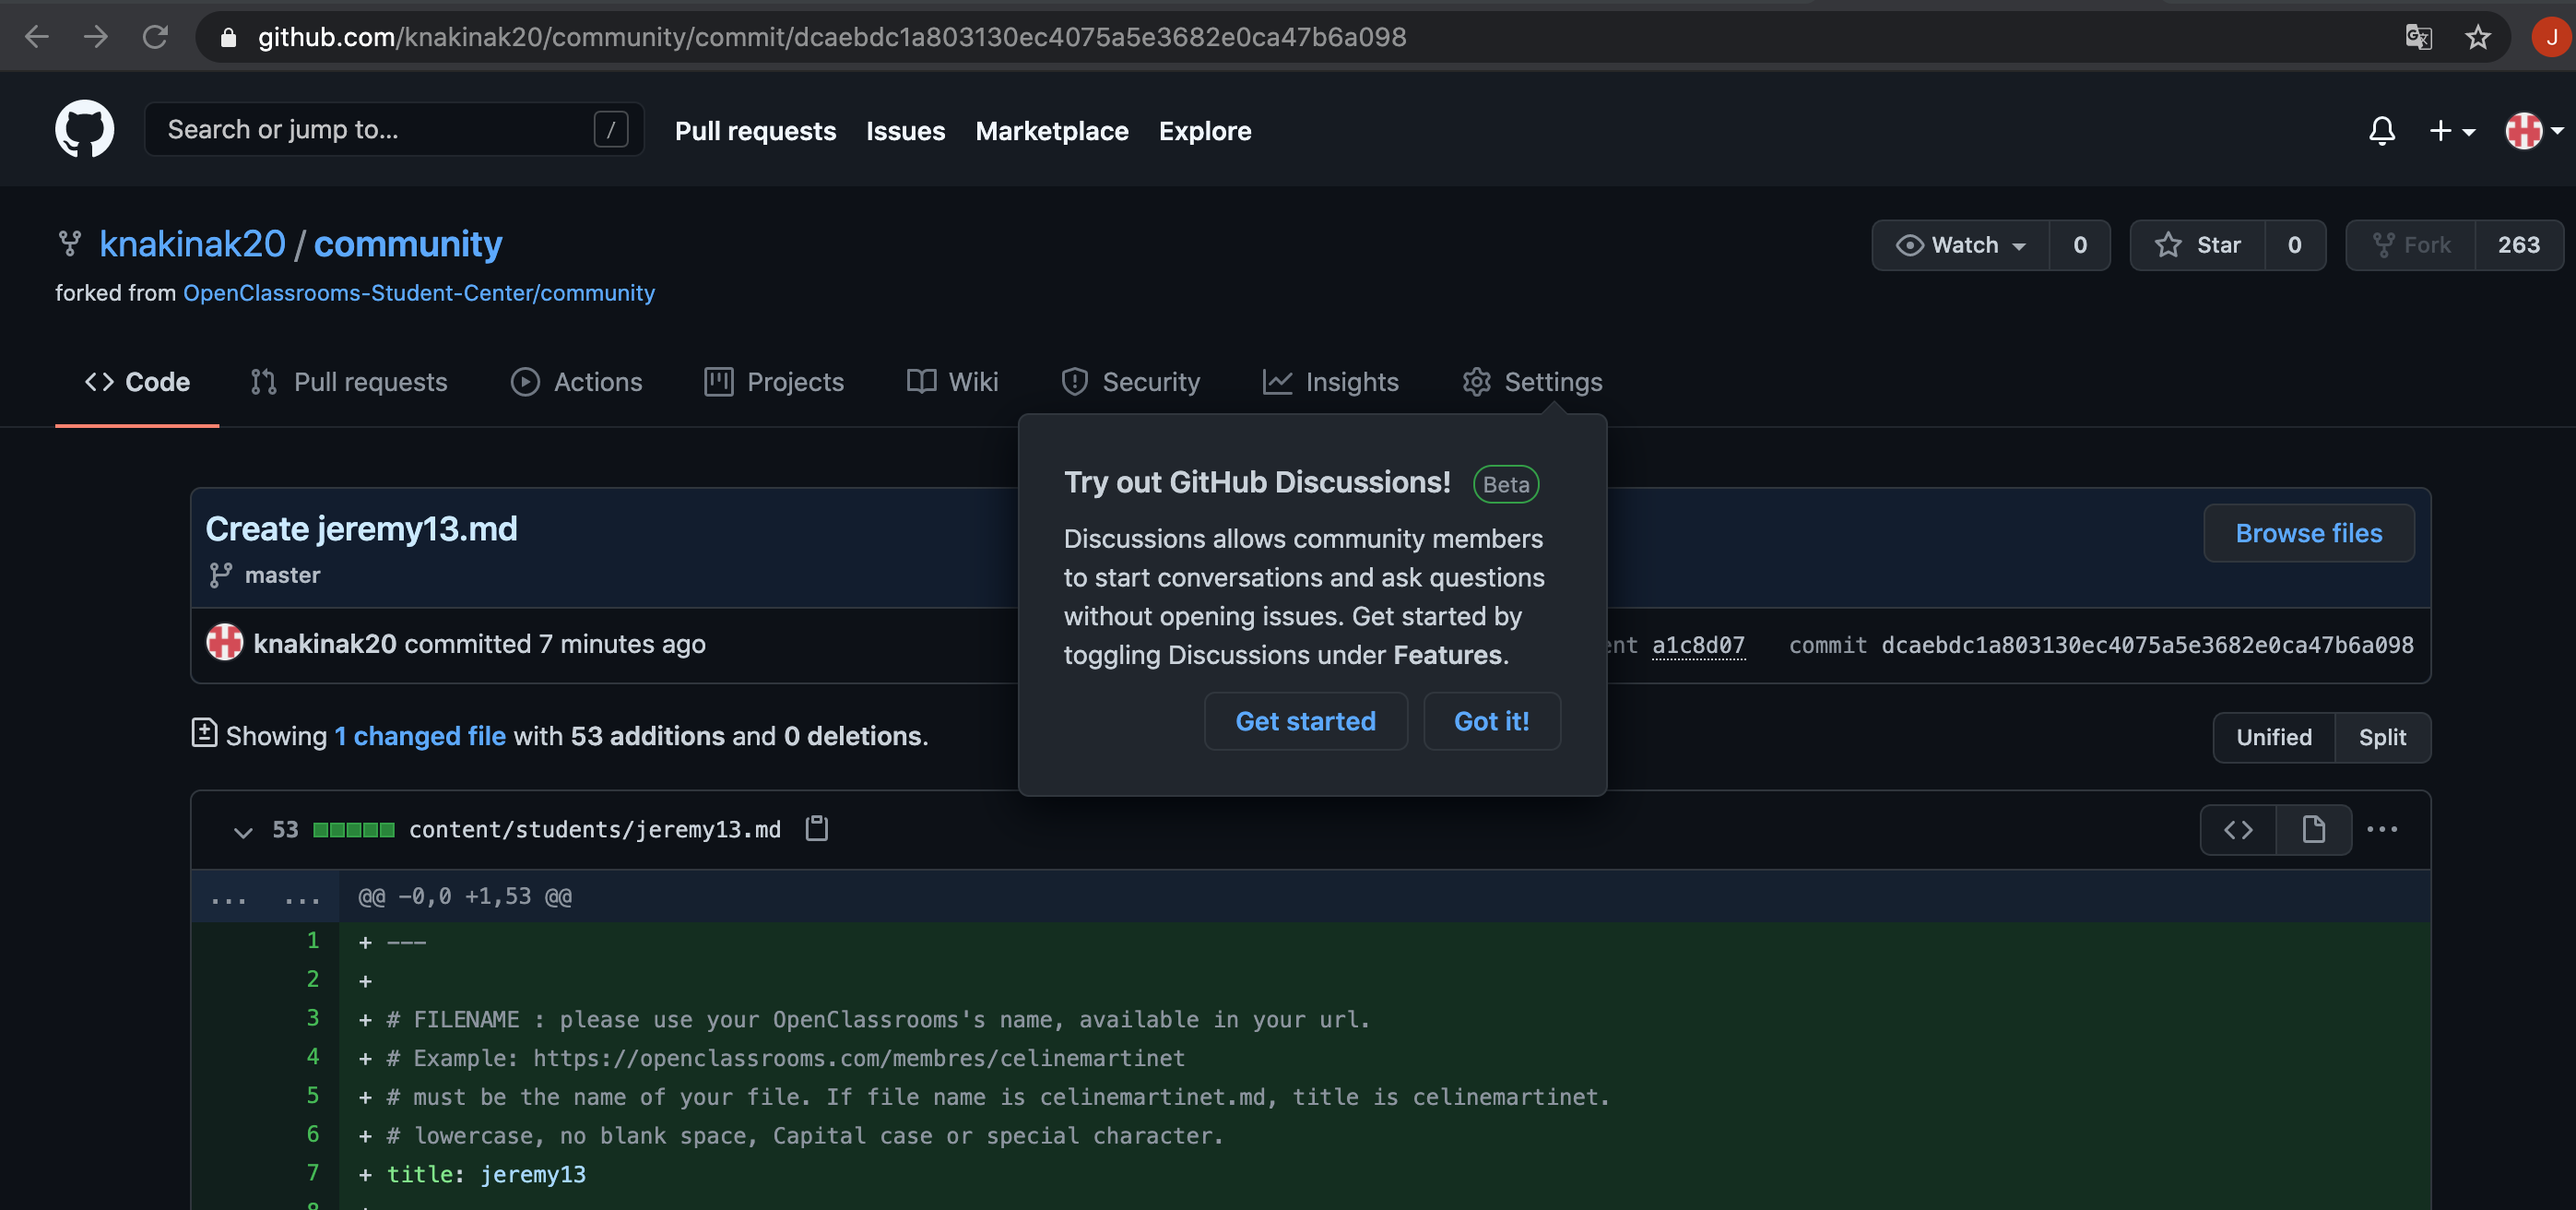 github.com/knakinak20/community/commit/dcaebdc1a803130ec4075a5e3682e0ca47b6a098
J
Search or jump to...
/
Pull requests
Issues
Marketplace
Explore
knakinak20 / community
forked from OpenClassrooms-Student-Center/community
Watch 0
Star 0
Fork 263
Code
Pull requests
Actions
Projects
Wiki
Security
Insights
Settings
Try out GitHub Discussions! Beta
Discussions allows community members
to start conversations and ask questions
without opening issues. Get started by
toggling Discussions under Features.
Get started
Got it!
Create jeremy13.md
Browse files
master
knakinak20 committed 7 minutes ago
a1c8d07 commit dcaebdc1a803130ec4075a5e3682e0ca47b6a098
Showing 1 changed file with 53 additions and 0 deletions.
Unified
Split
53 content/students/jeremy13.md
... ... @@ -0,0 +1,53 @@
1 + ---
2 +
3 + # FILENAME : please use your OpenClassrooms's name, available in your url.
4 + # Example: https://openclassrooms.com/membres/celinemartinet
5 + # must be the name of your file. If file name is celinemartinet.md, title is celinemartinet.
6 + # lowercase, no blank space, Capital case or special character.
7 + title: jeremy13